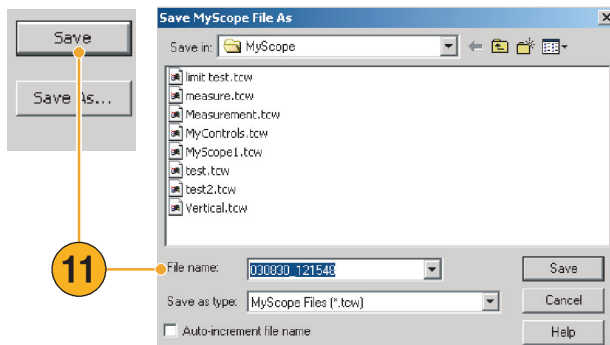 Save
Save As...
Save MyScope File As
Save in: MyScope
limit test.tcw
measure.tcw
Measurement.tcw
MyControls.tcw
MyScope1.tcw
test.tcw
test2.tcw
Vertical.tcw
11
File name: 030830_121548 Save
Save as type: MyScope Files (*.tcw) Cancel
Auto-increment file name Help